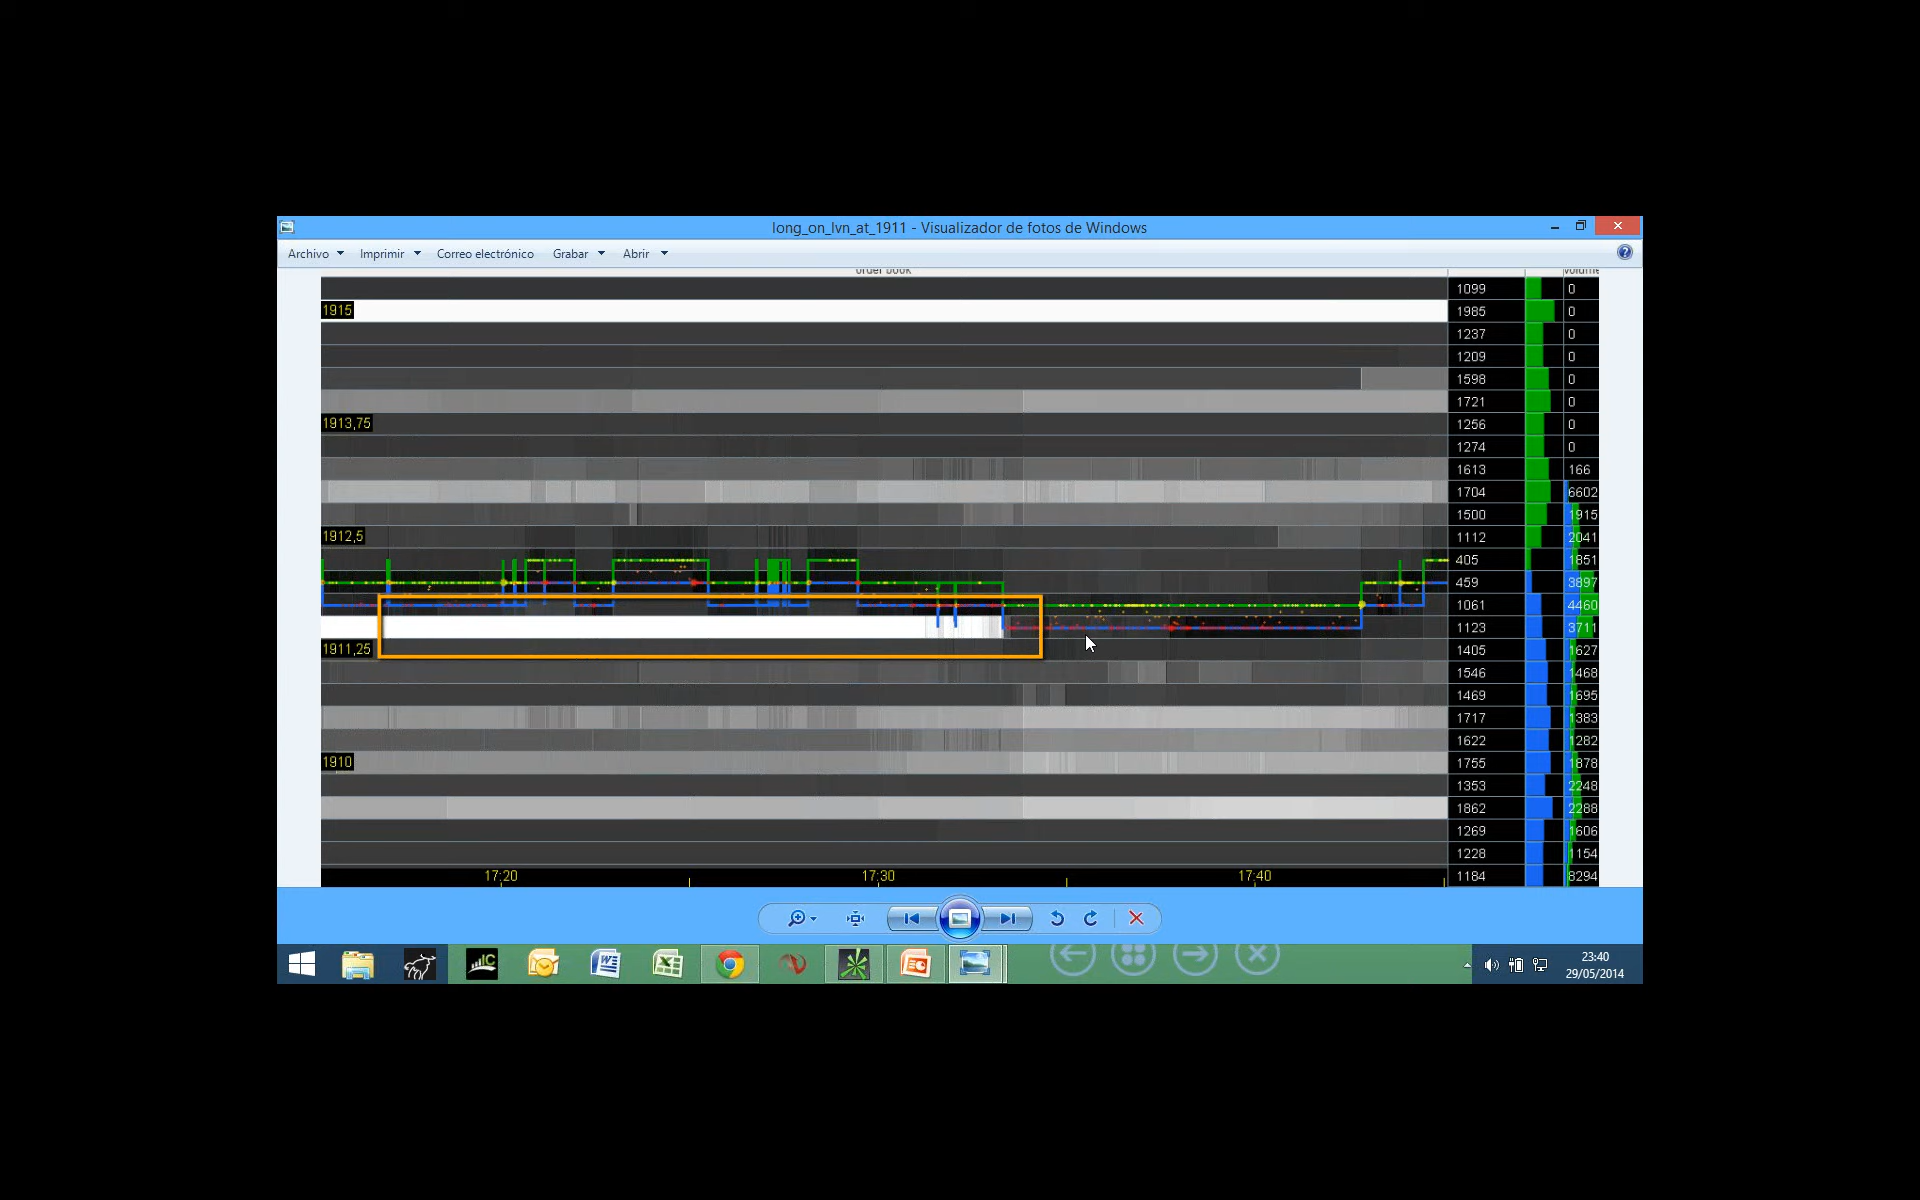 long_on_lvn_at_1911 - Visualizador de fotos de Windows
Archivo Imprimir Correo electrónico Grabar Abrir
order book volume
1099 0
1915 1985 0
1237 0
1209 0
1598 0
1721 0
1913,75 1256 0
1274 0
1613 166
1704 6602
1500 1915
1912,5 1112 2041
405 1851
459 3897
1061 4460
1123 3711
1911,25 1405 1627
1546 1468
1469 1695
1717 1383
1622 1282
1910 1755 1878
1353 2248
1862 2288
1269 1606
1228 1154
17:20 17:30 17:40 1184 8294
IC
23:40
29/05/2014